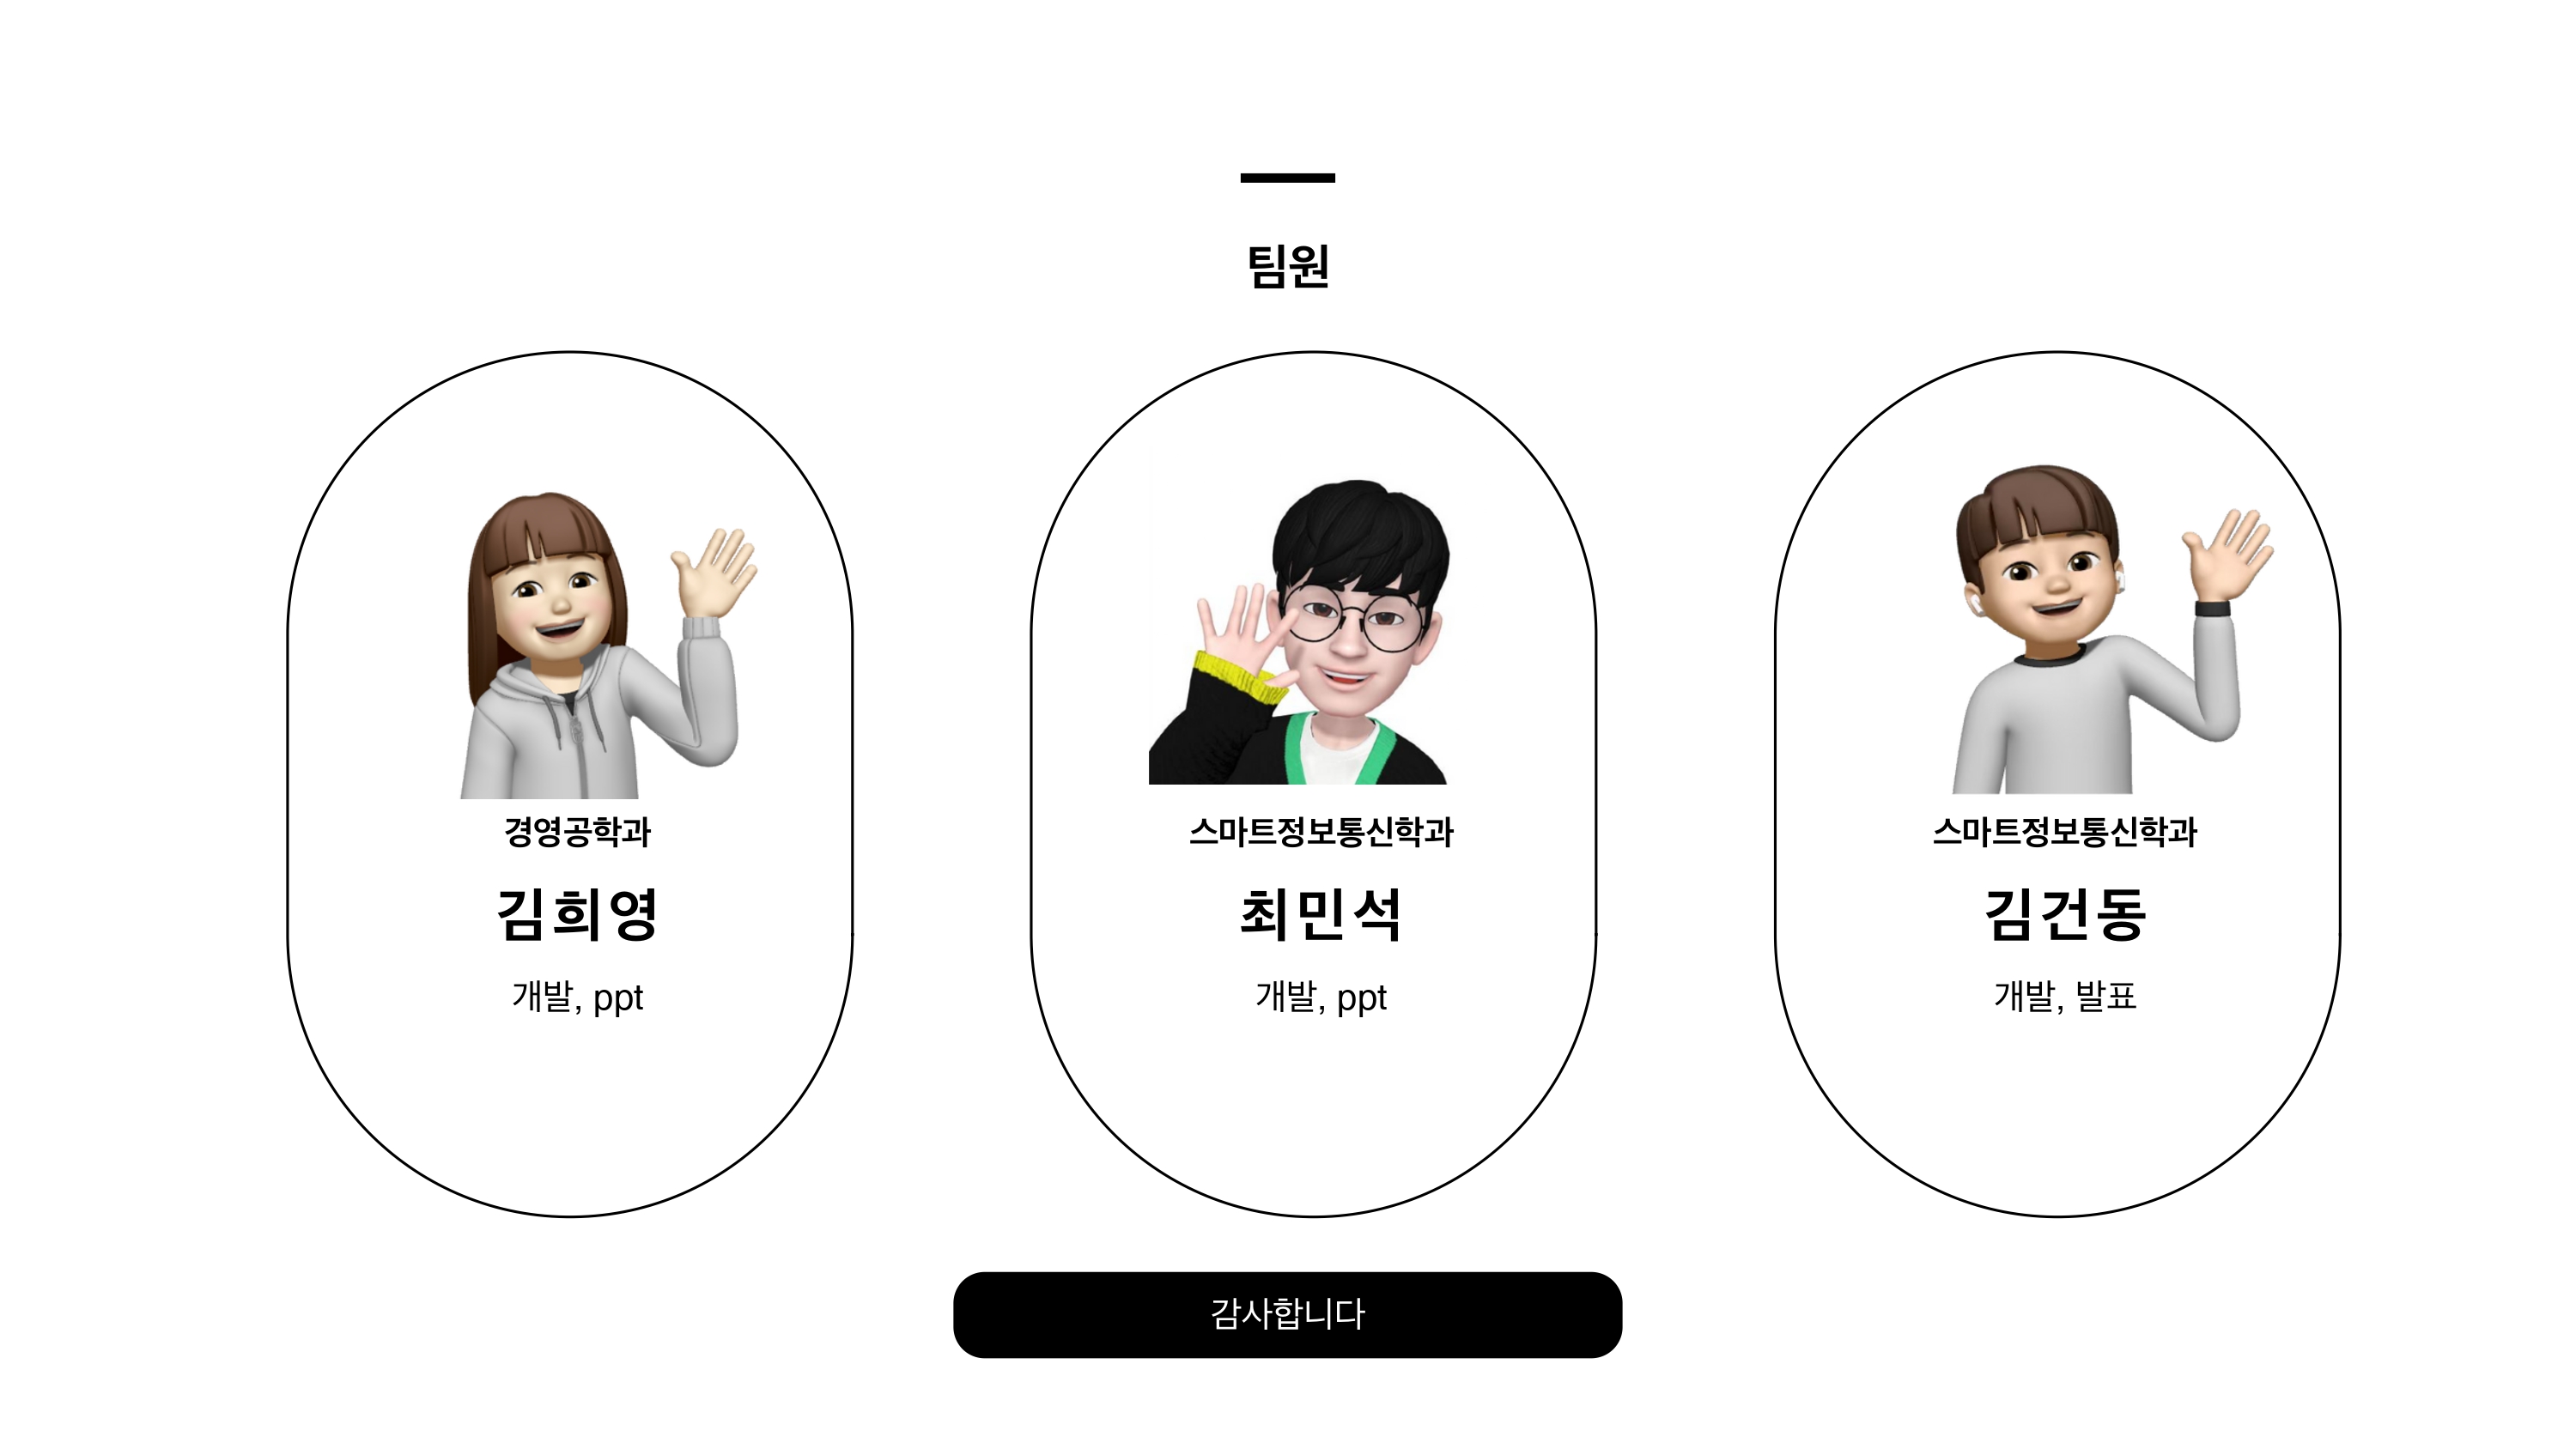 팀원
경영공학과
김희영
개발, ppt
스마트정보통신학과
최민석
개발, ppt
스마트정보통신학과
김건동
개발, 발표
감사합니다